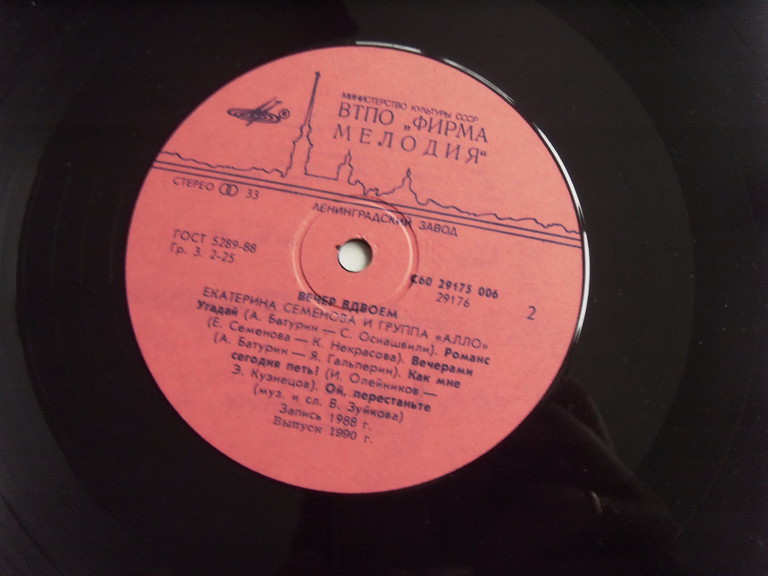 МИНИСТЕРСТВО КУЛЬТУРЫ СССР
ВТПО „ФИРМА
МЕЛОДИЯ“
СТЕРЕО 33
ЛЕНИНГРАДСКИЙ ЗАВОД
ГОСТ 5289-88
Гр. 3. 2-25
С60 29175 006
29176
2
ВЕЧЕР ВДВОЕМ
ЕКАТЕРИНА СЕМЕНОВА И ГРУППА «АЛЛО»
Угадай (А. Батурин — С. Осиашвили). Романс
(Е. Семенова — К. Некрасова). Вечерами
(А. Батурин — Я. Гальперин). Как мне
сегодня петь? (И. Олейников —
Э. Кузнецов). Ой, перестаньте
(муз. и сл. В. Зуйкова)
Запись 1988 г.
Выпуск 1990 г.